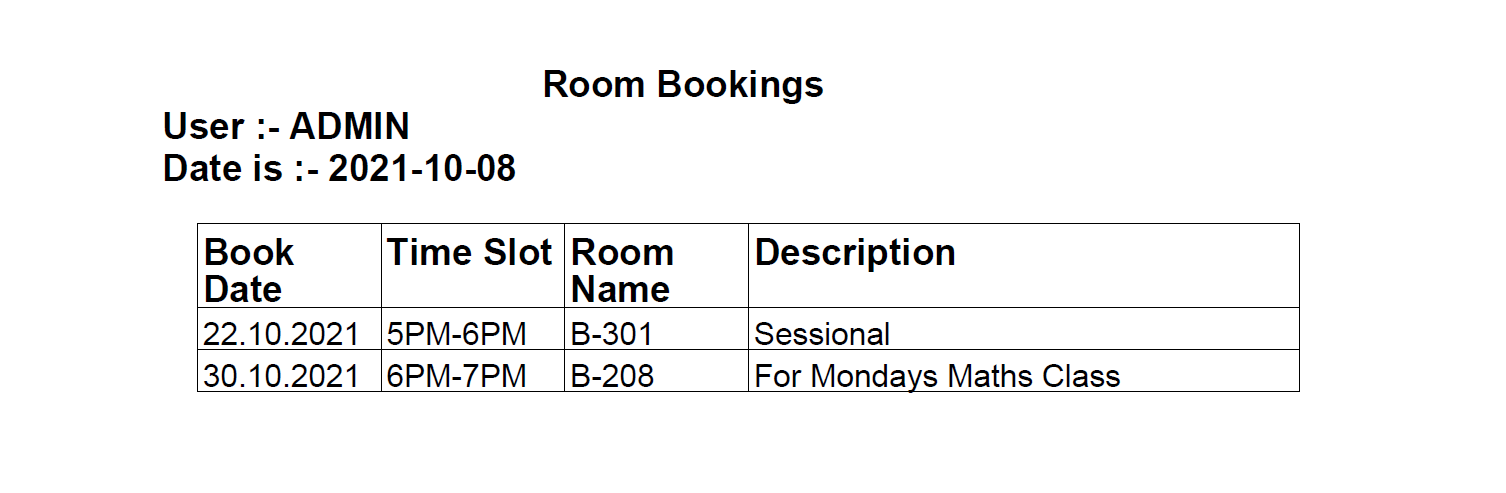 Room Bookings
User :- ADMIN
Date is :- 2021-10-08
Book Date Time Slot Room Name Description
22.10.2021 5PM-6PM B-301 Sessional
30.10.2021 6PM-7PM B-208 For Mondays Maths Class